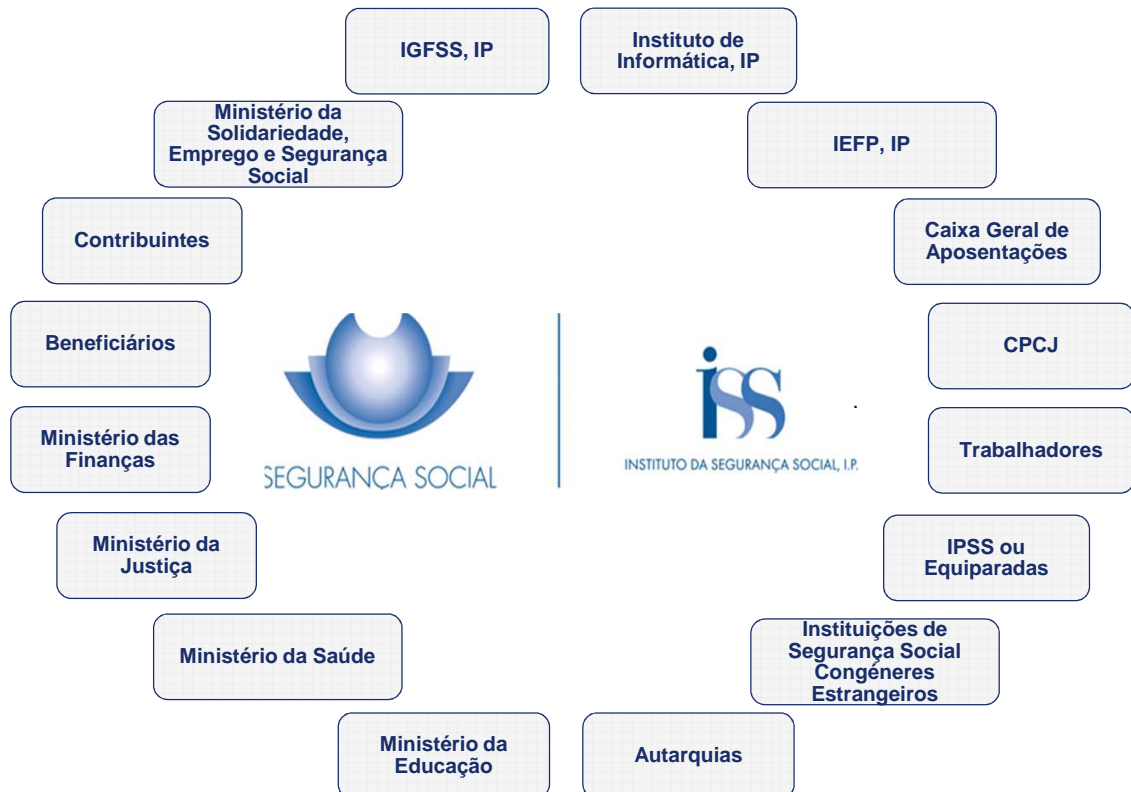 IGFSS, IP
Instituto de
Informática, IP
Ministério da
Solidariedade,
Emprego e Segurança
Social
IEFP, IP
Contribuintes
Caixa Geral de
Aposentações
Beneficiários
CPCJ
Ministério das
Finanças
Trabalhadores
SEGURANÇA SOCIAL
iss
INSTITUTO DA SEGURANÇA SOCIAL, I.P.
.
Ministério da
Justiça
IPSS ou
Equiparadas
Ministério da Saúde
Instituições de
Segurança Social
Congéneres
Estrangeiros
Ministério da
Educação
Autarquias